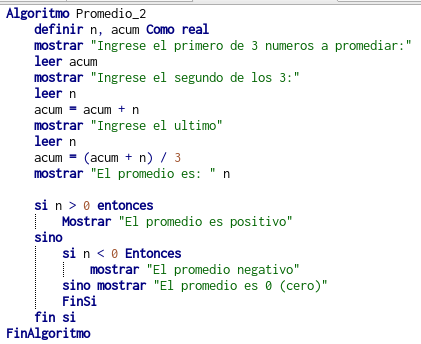 Algoritmo Promedio_2
definir n, acum Como real
mostrar "Ingrese el primero de 3 numeros a promediar:"
leer acum
mostrar "Ingrese el segundo de los 3:"
leer n
acum = acum + n
mostrar "Ingrese el ultimo"
leer n
acum = (acum + n) / 3
mostrar "El promedio es: " n
si n > 0 entonces
Mostrar "El promedio es positivo"
sino
si n < 0 Entonces
mostrar "El promedio negativo"
sino mostrar "El promedio es 0 (cero)"
FinSi
fin si
FinAlgoritmo